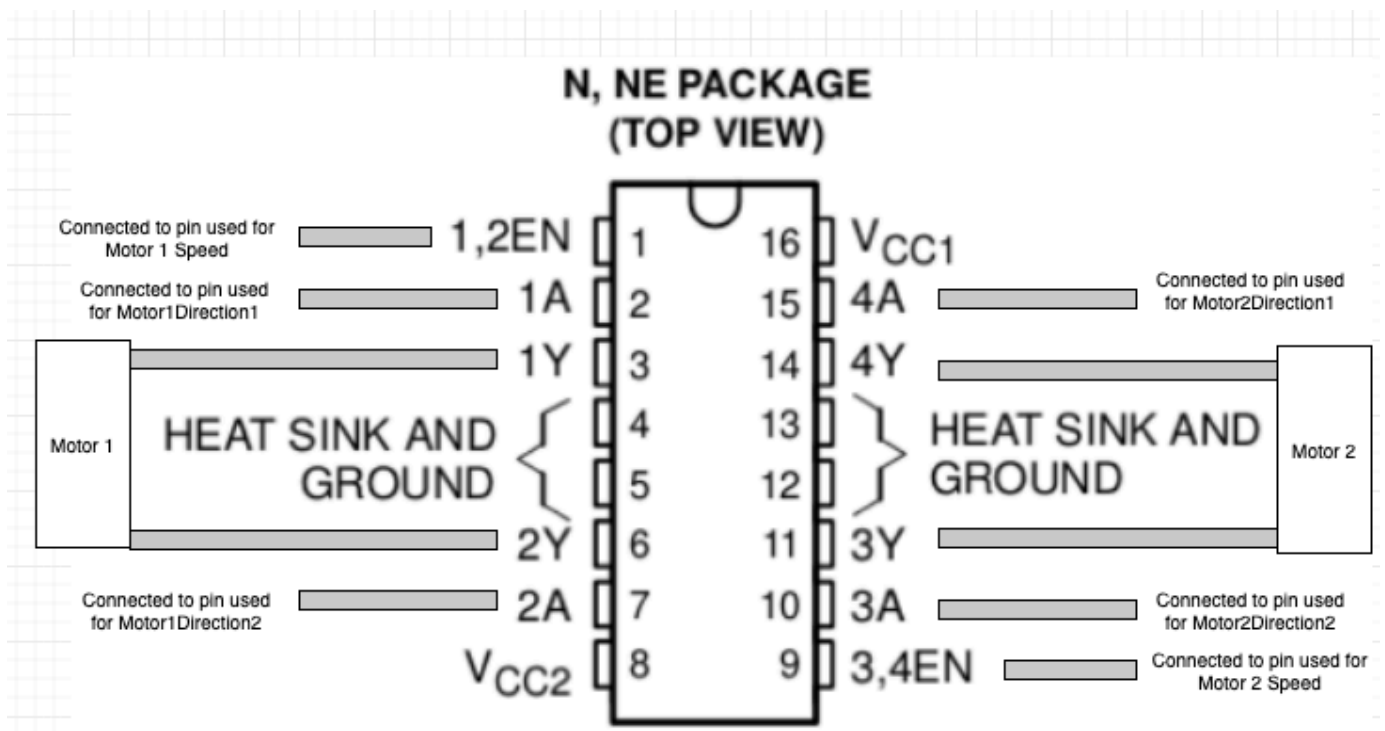 N, NE PACKAGE
(TOP VIEW)
Connected to pin used for
Motor 1 Speed
1,2EN
1
16
VCC1
Connected to pin used
for Motor1Direction1
1A
2
15
4A
Connected to pin used
for Motor2Direction1
1Y
3
14
4Y
Motor 1
HEAT SINK AND
GROUND
4
13
5
12
HEAT SINK AND
GROUND
Motor 2
2Y
6
11
3Y
Connected to pin used
for Motor1Direction2
2A
7
10
3A
Connected to pin used
for Motor2Direction2
VCC2
8
9
3,4EN
Connected to pin used for
Motor 2 Speed